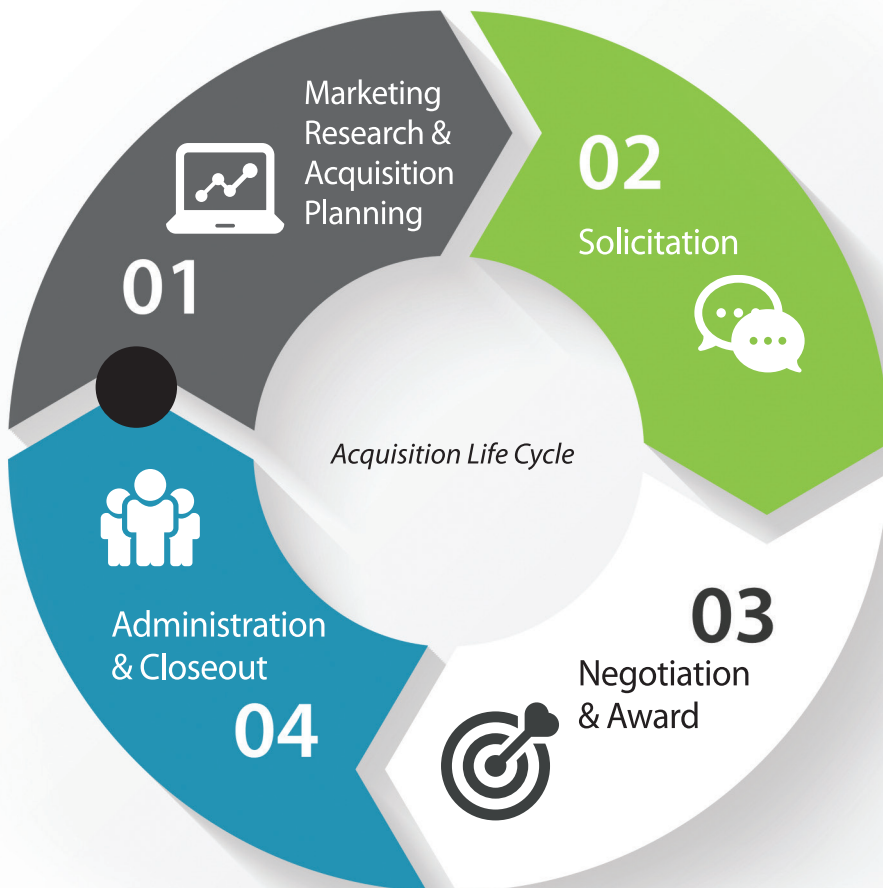 01
Marketing
Research &
Acquisition
Planning
02
Solicitation
03
Negotiation
& Award
Administration
& Closeout
04
Acquisition Life Cycle